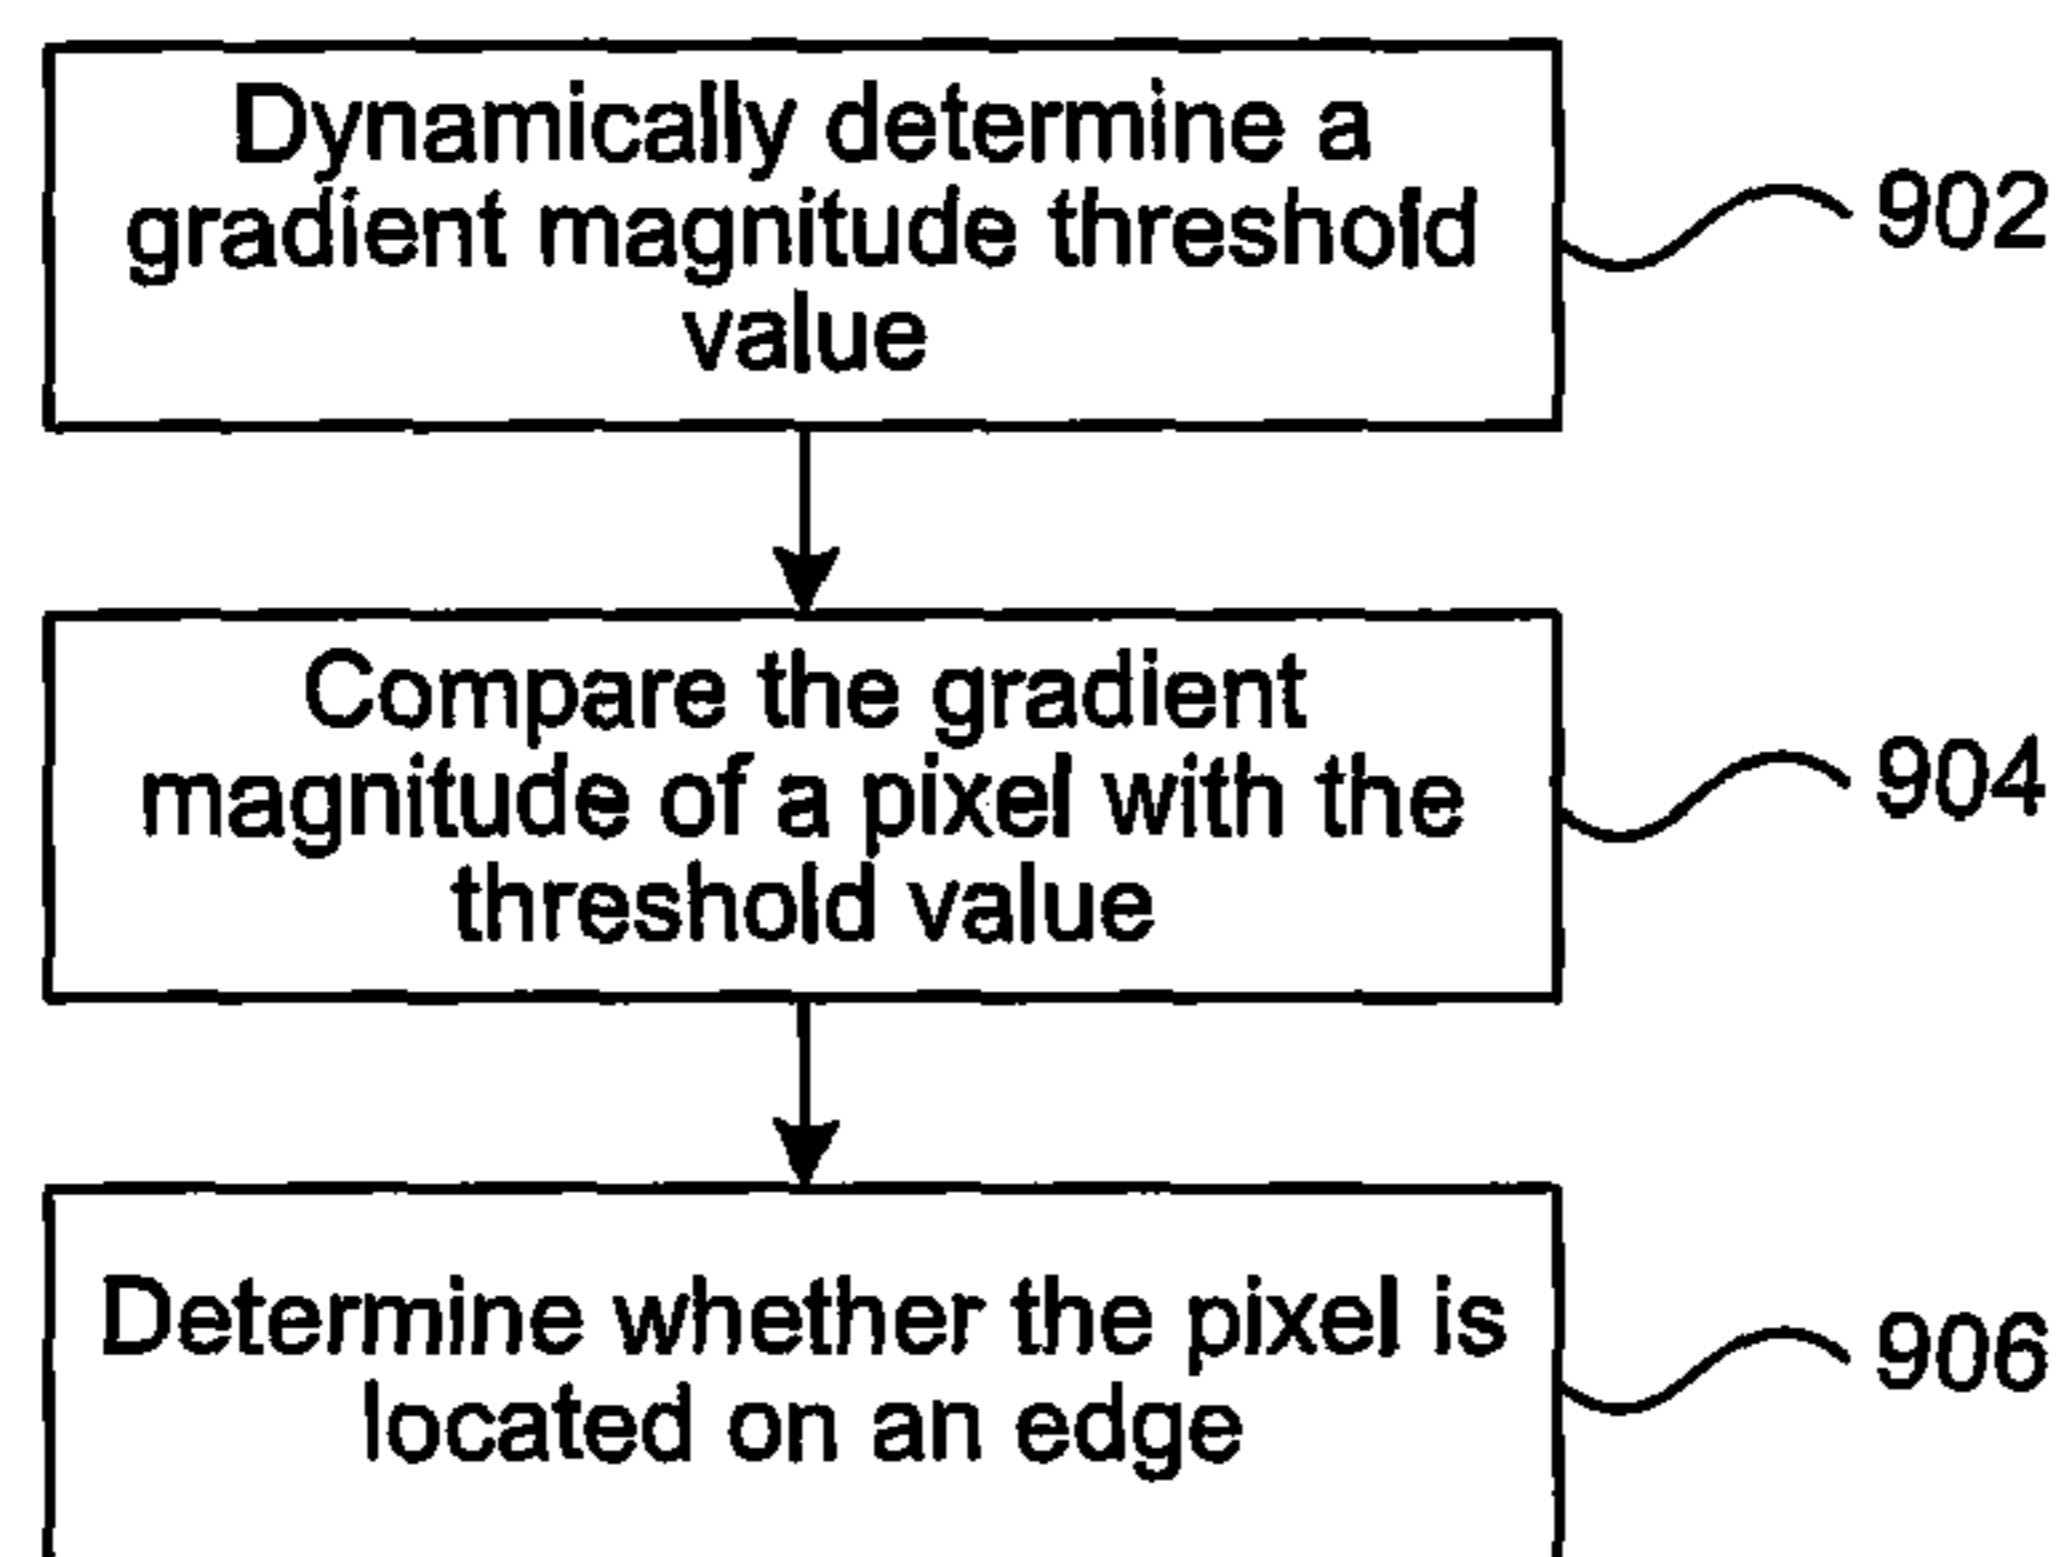 Dynamically determine a
gradient magnitude threshold
value
902
Compare the gradient
magnitude of a pixel with the
threshold value
904
Determine whether the pixel is
located on an edge
906